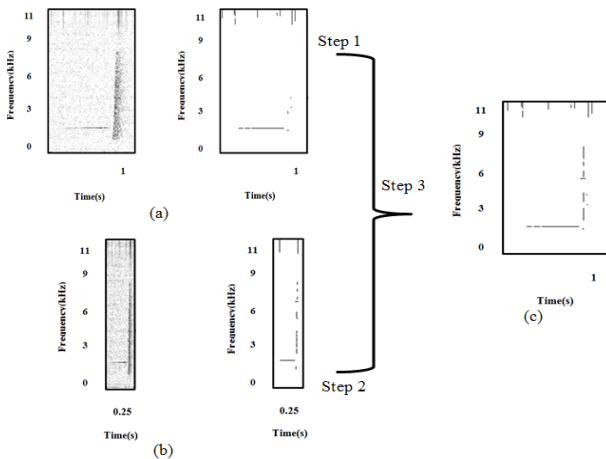 11
9
6
3
0
Frequency(kHz)
1
Time(s)
11
9
6
3
0
Frequency(kHz)
1
Time(s)
(a)
Step 1
Step 3
11
9
6
3
0
Frequency(kHz)
1
Time(s)
(c)
11
9
6
3
0
Frequency(kHz)
0.25
Time(s)
11
9
6
3
0
Frequency(kHz)
0.25
Time(s)
(b)
Step 2